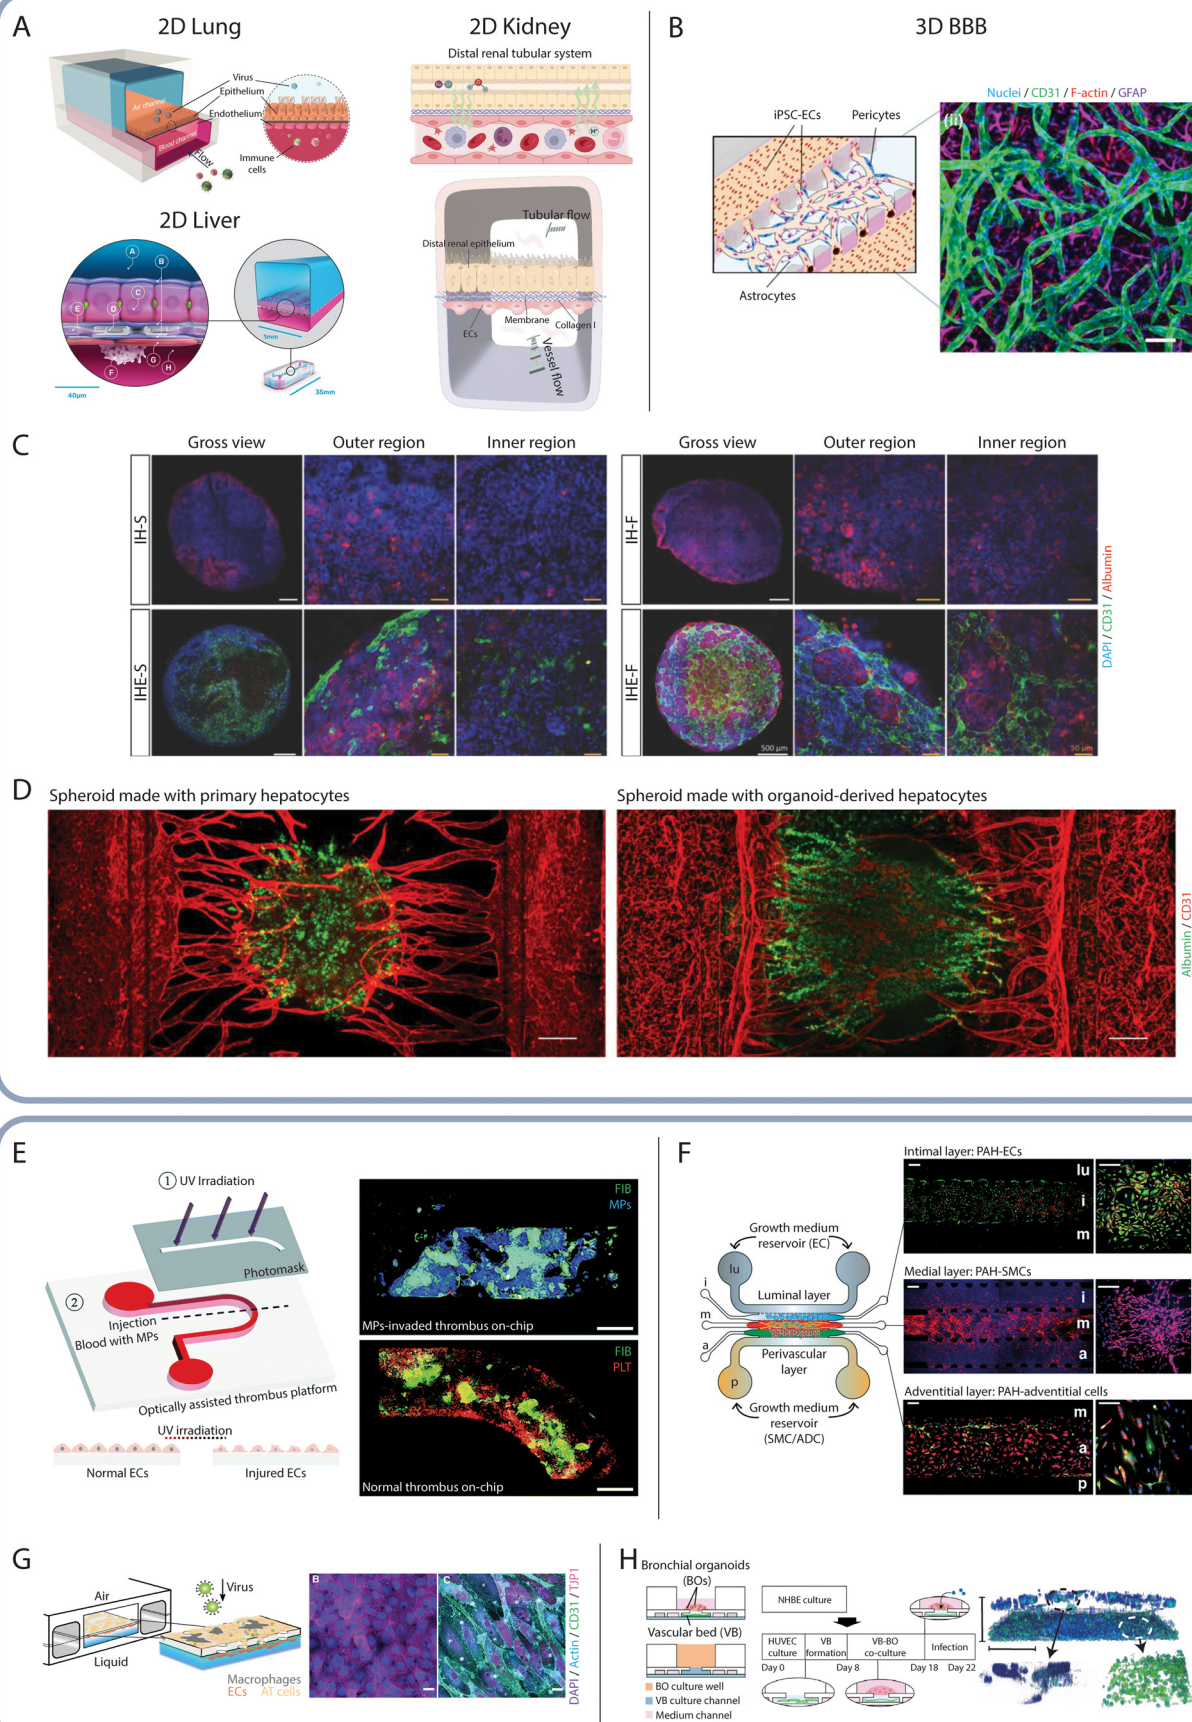 A
2D Lung
Virus
Epithelium
Endothelium
Air channel
Blood channel
Flow
Immune
cells
2D Kidney
Distal renal tubular system
H⁺
Tubular flow
Distal renal epithelium
ECs
Membrane
Collagen I
Vessel flow
2D Liver
A
B
C
D
E
F
G
H
40μm
1mm
35mm
B
3D BBB
iPSC-ECs
Pericytes
Astrocytes
Nuclei / CD31 / F-actin / GFAP
(ii)
C
Gross view
Outer region
Inner region
Gross view
Outer region
Inner region
IH-S
IH-F
IHE-S
IHE-F
500 μm
50 μm
DAPI / CD31 / Albumin
D
Spheroid made with primary hepatocytes
Spheroid made with organoid-derived hepatocytes
Albumin / CD31
E
1 UV Irradiation
Photomask
2
Injection
Blood with MPs
Optically assisted thrombus platform
UV irradiation
Normal ECs
Injured ECs
FIB
MPs
MPs-invaded thrombus on-chip
FIB
PLT
Normal thrombus on-chip
F
Growth medium
reservoir (EC)
lu
i
Luminal layer
m
a
Perivascular
layer
p
Growth medium
reservoir
(SMC/ADC)
Intimal layer: PAH-ECs
lu
i
m
Medial layer: PAH-SMCs
i
m
a
Adventitial layer: PAH-adventitial cells
m
a
p
G
Air
Liquid
Virus
Macrophages
ECs
AT cells
B
C
DAPI / Actin / CD31 / TJP1
H
Bronchial organoids
(BOs)
Vascular bed (VB)
BO culture well
VB culture channel
Medium channel
NHBE culture
HUVEC
culture
VB
formation
VB-BO
co-culture
Infection
Day 0
Day 8
Day 18
Day 22